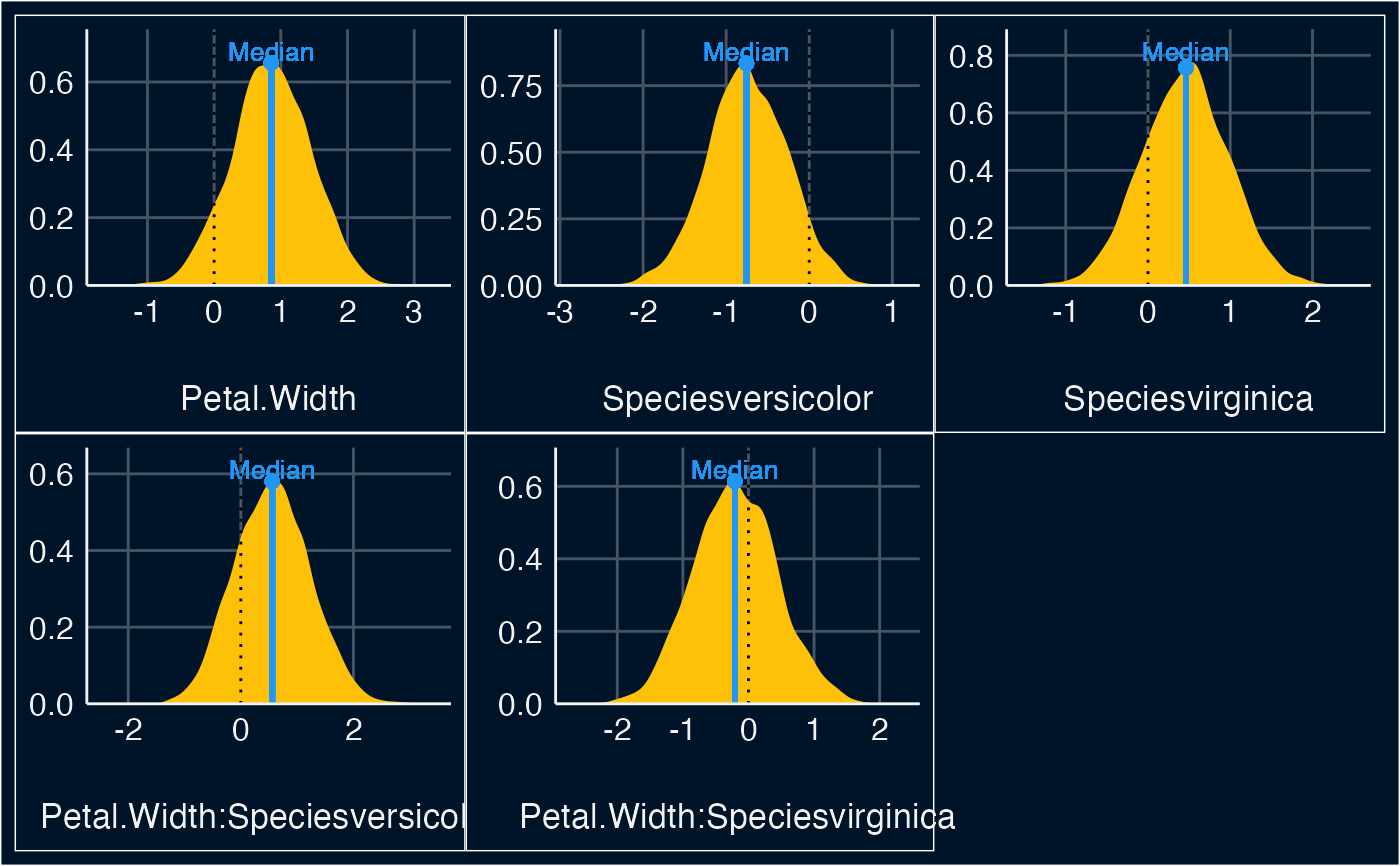 Median
0.6
0.4
0.2
0.0
-1 0 1 2 3
Petal.Width
Median
0.75
0.50
0.25
0.00
-3 -2 -1 0 1
Speciesversicolor
Median
0.8
0.6
0.4
0.2
0.0
-1 0 1 2
Speciesvirginica
Median
0.6
0.4
0.2
0.0
-2 0 2
Petal.Width:Speciesversicol
Median
0.6
0.4
0.2
0.0
-2 -1 0 1 2
Petal.Width:Speciesvirginica